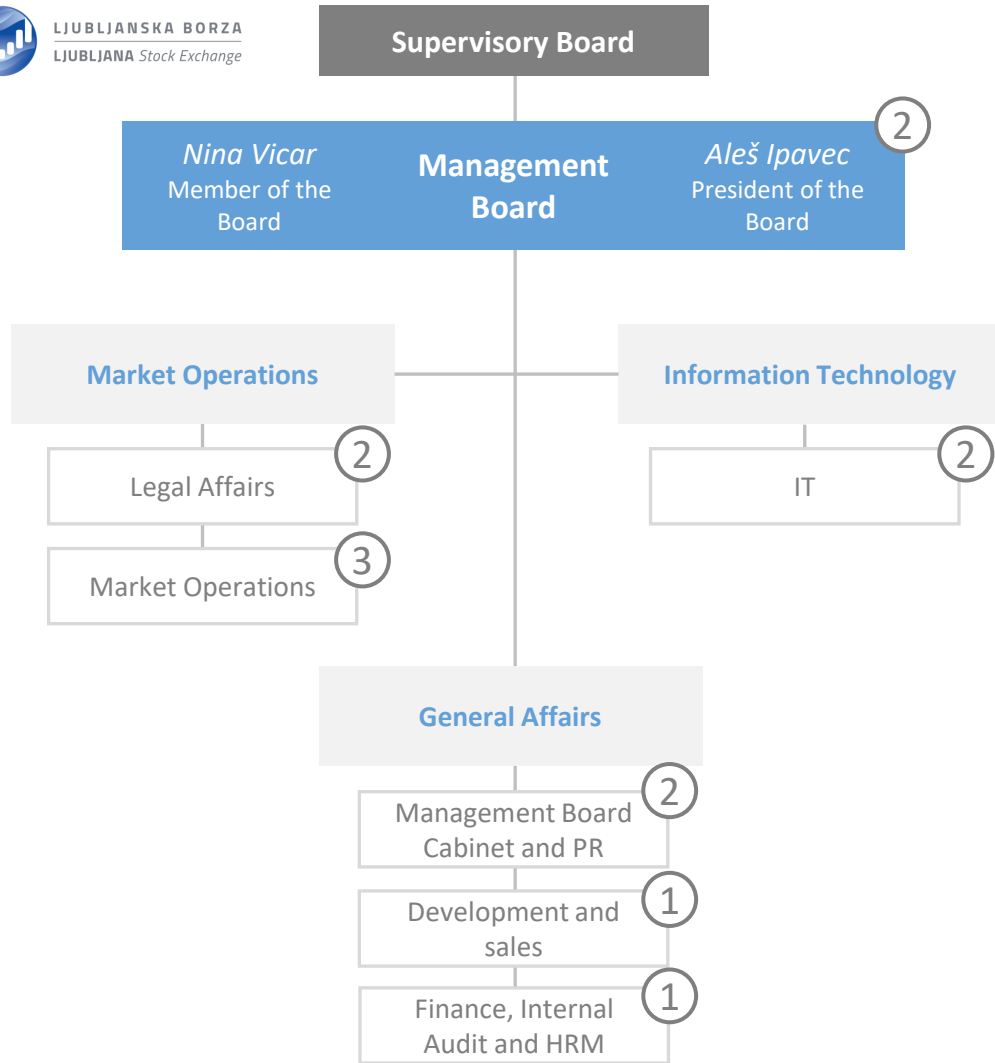 LJUBLJANSKA BORZA
LJUBLJANA Stock Exchange
Supervisory Board
2
Nina Vicar
Member of the
Board
Management
Board
Aleš Ipavec
President of the
Board
Market Operations
2
Legal Affairs
3
Market Operations
Information Technology
2
IT
General Affairs
2
Management Board
Cabinet and PR
1
Development and
sales
1
Finance, Internal
Audit and HRM